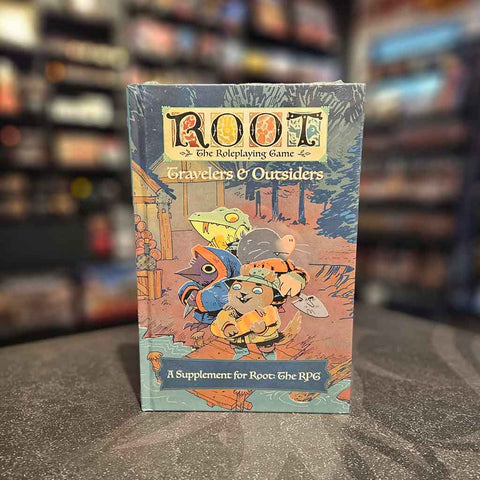 ROOT
The Roleplaying Game
Travelers & Outsiders
A Supplement for Root: The RPG